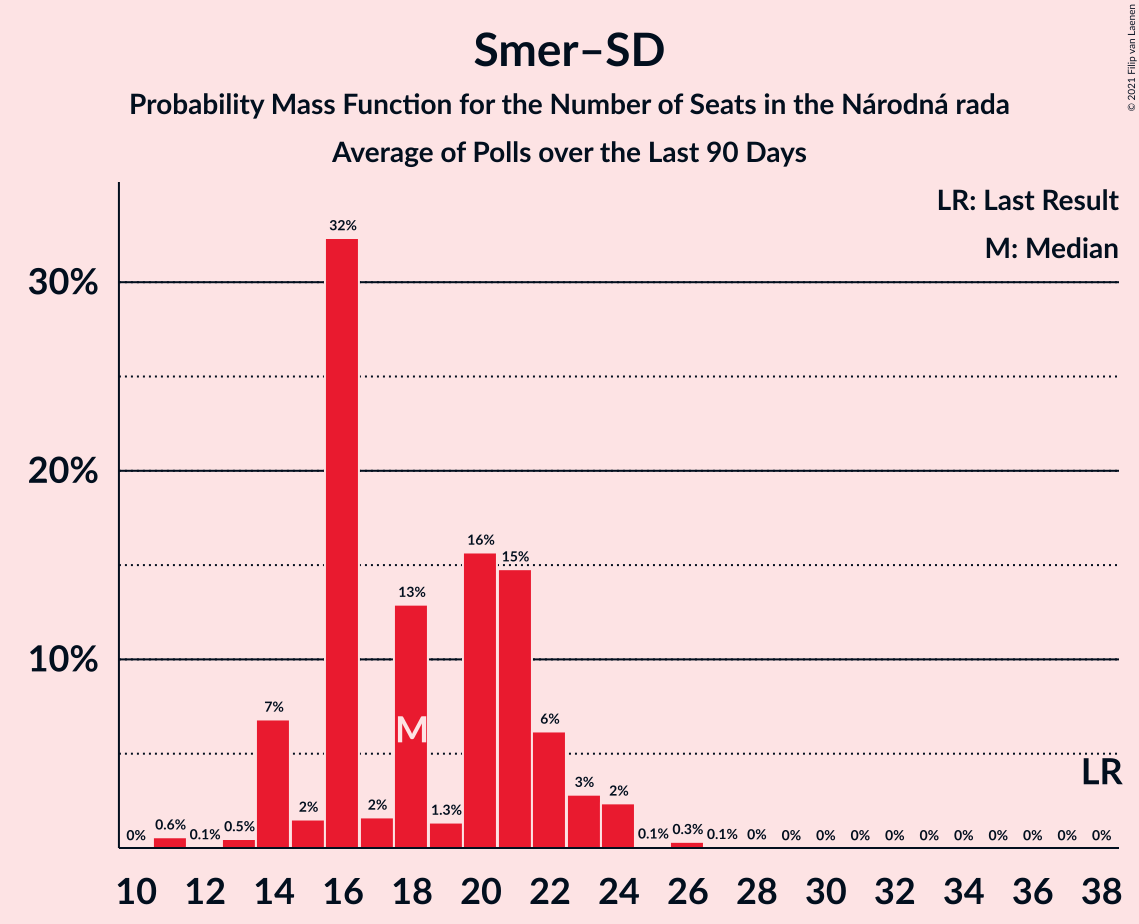 Smer–SD
Probability Mass Function for the Number of Seats in the Národná rada
Average of Polls over the Last 90 Days
© 2021 Filip van Laenen
LR: Last Result
M: Median
30%
20%
10%
0% 0.6% 0.1% 0.5% 7% 2% 32% 2% 13% 1.3% 16% 15% 6% 3% 2% 0.1% 0.3% 0.1% 0% 0% 0% 0% 0% 0% 0% 0% 0% 0% 0%
M
LR
10 12 14 16 18 20 22 24 26 28 30 32 34 36 38